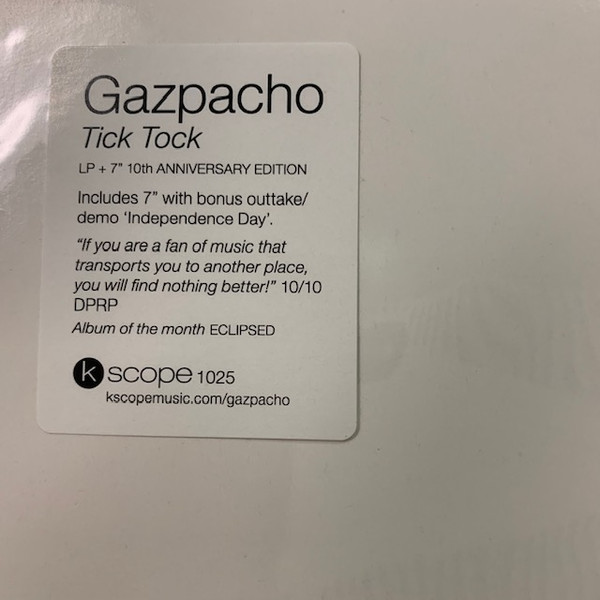 Gazpacho
Tick Tock
LP + 7" 10th ANNIVERSARY EDITION
Includes 7" with bonus outtake/
demo ‘Independence Day’.
“If you are a fan of music that
transports you to another place,
you will find nothing better!” 10/10
DPRP
Album of the month ECLIPSED
kscope 1025
kscopemusic.com/gazpacho